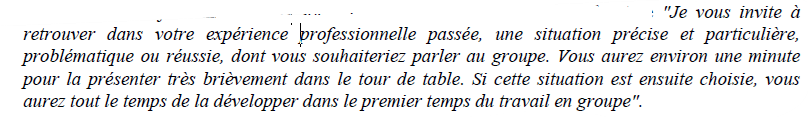 : "Je vous invite à
retrouver dans votre expérience professionnelle passée, une situation précise et particulière,
problématique ou réussie, dont vous souhaiteriez parler au groupe. Vous aurez environ une minute
pour la présenter très brièvement dans le tour de table. Si cette situation est ensuite choisie, vous
aurez tout le temps de la développer dans le premier temps du travail en groupe".